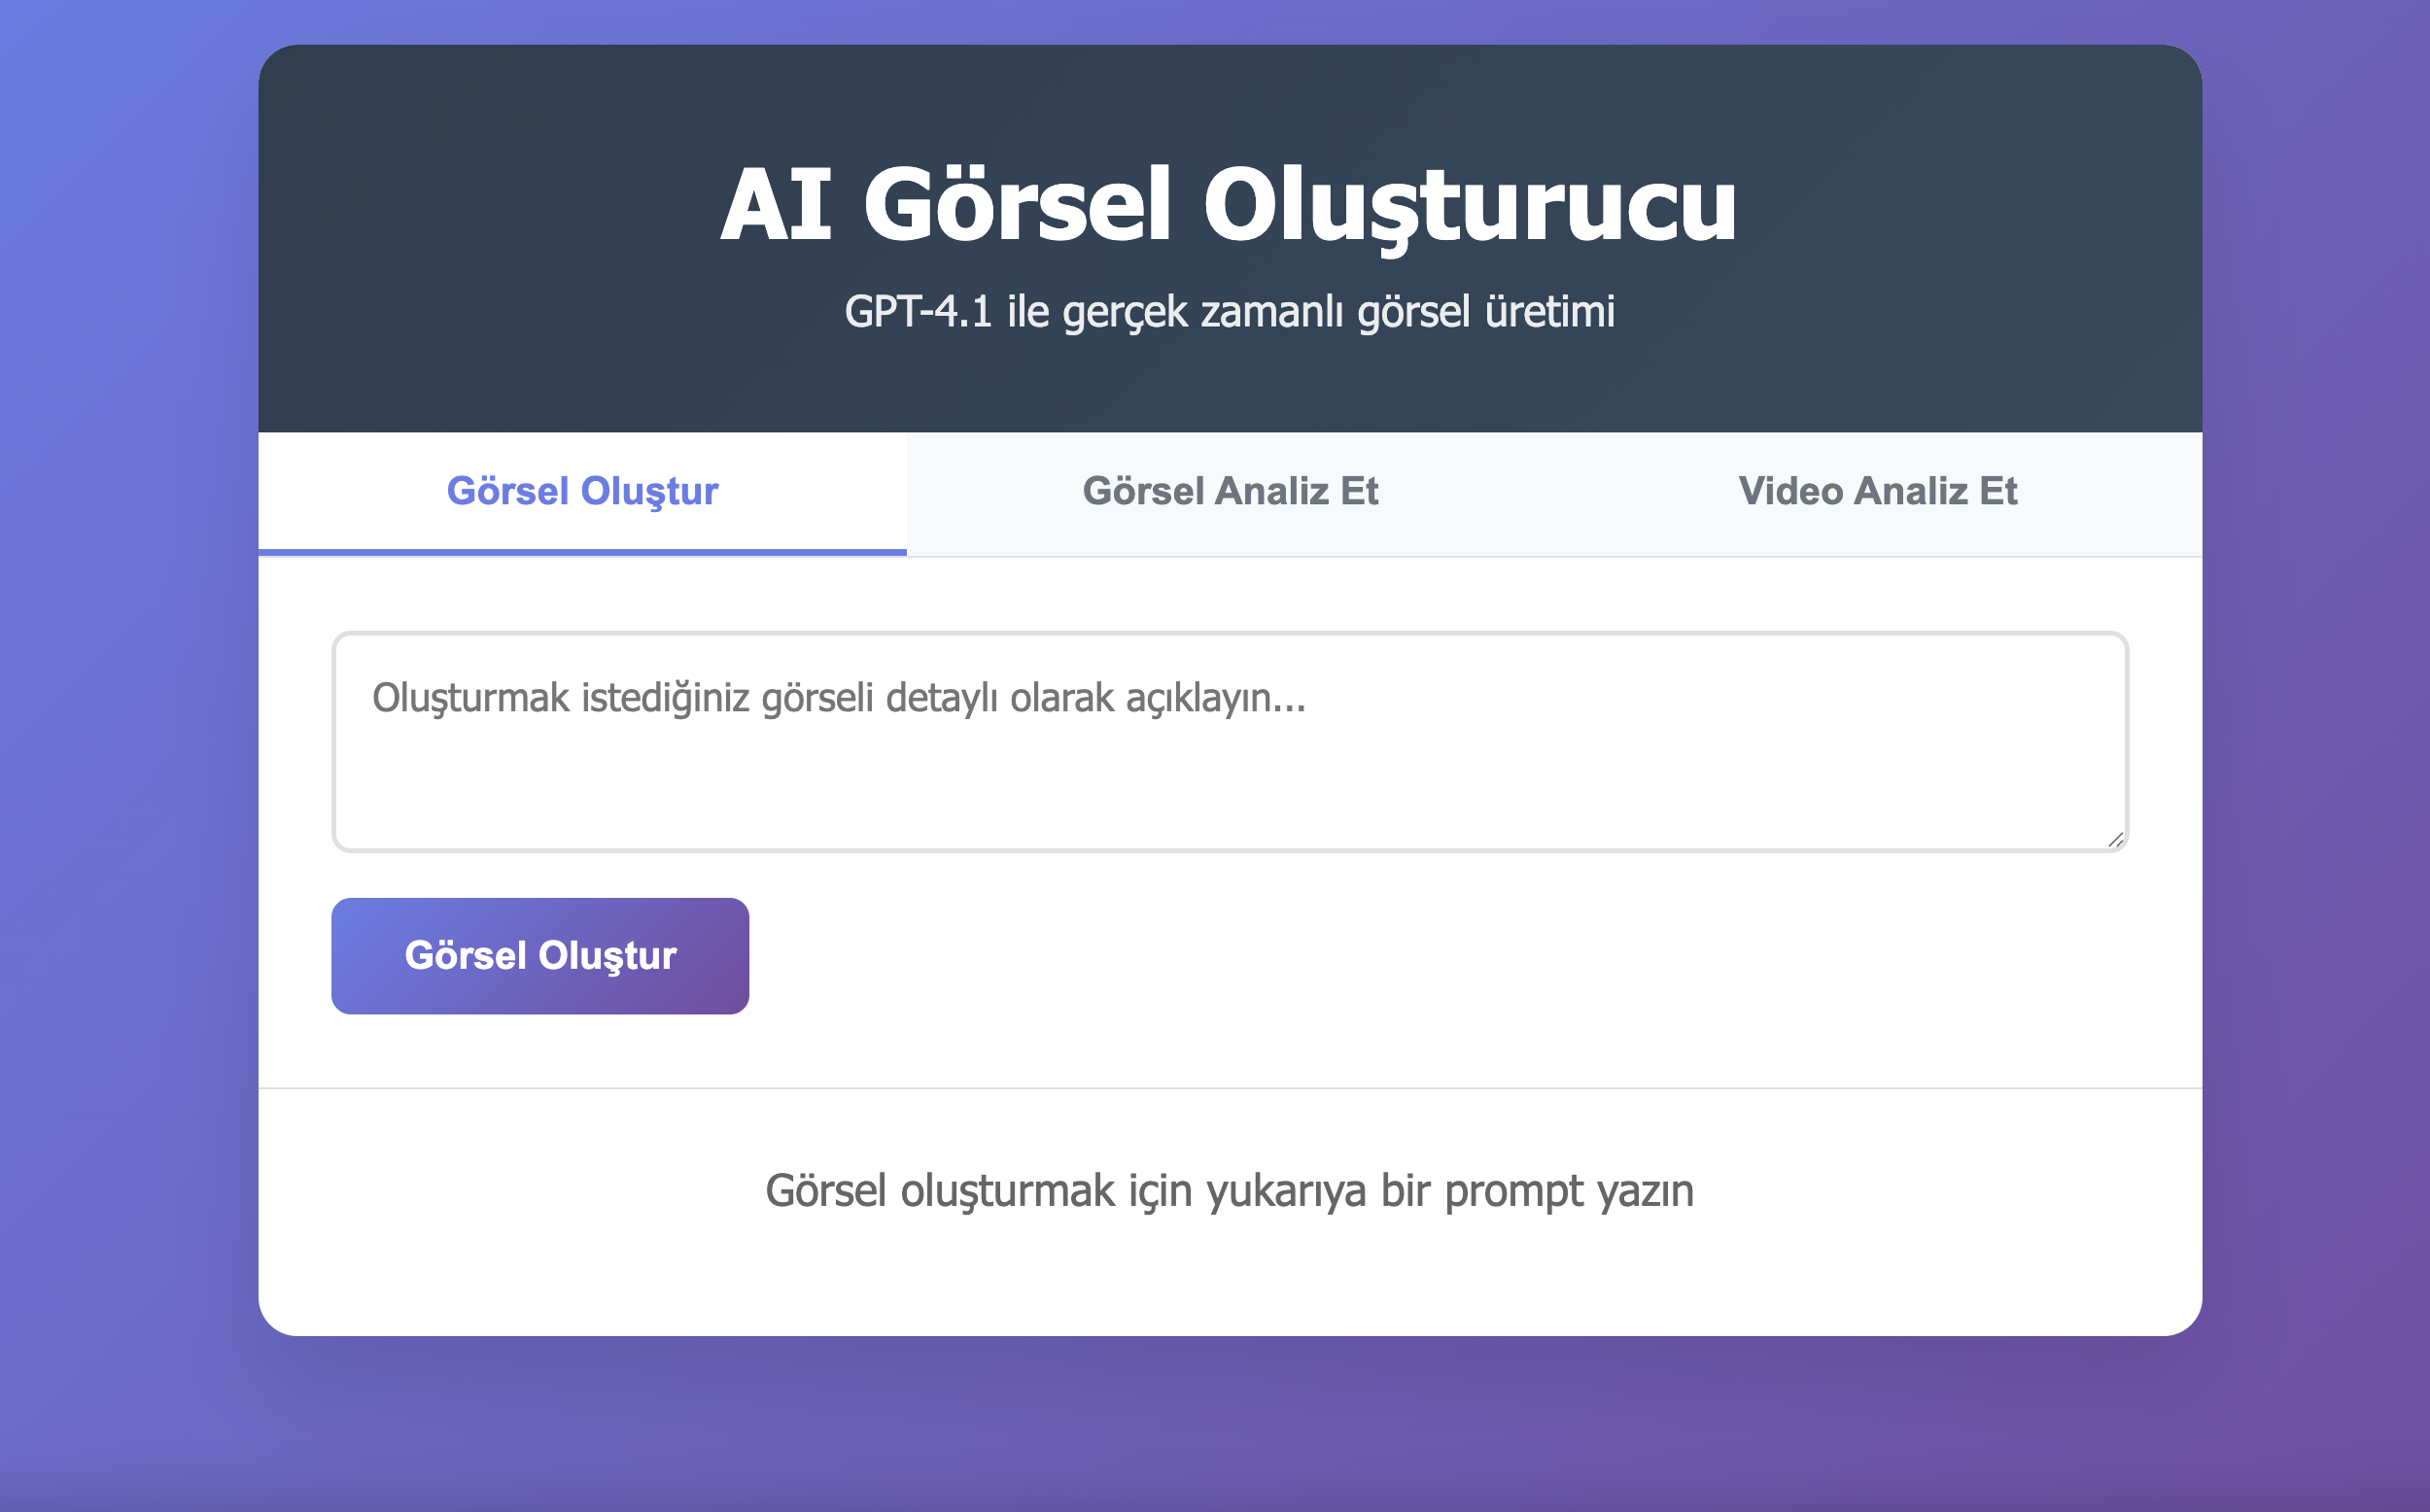 AI Görsel Oluşturucu
GPT-4.1 ile gerçek zamanlı görsel üretimi
Görsel Oluştur
Görsel Analiz Et
Video Analiz Et
Oluşturmak istediğiniz görseli detaylı olarak açıklayın...
Görsel Oluştur
Görsel oluşturmak için yukarıya bir prompt yazın